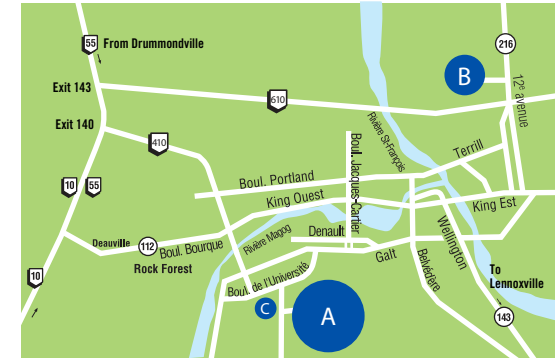 55
From Drummondville
216
B
Exit 143
610
12e avenue
Exit 140
410
Rivière St-François
Boul. Jacques-Cartier
Terrill
10
55
Boul. Portland
King Ouest
King Est
Deauville
112
Boul. Bourque
Rivière Magog
Denault
Wellington
Rock Forest
Galt
Belvédère
To
Lennoxville
10
Boul. de l'Université
C
A
143